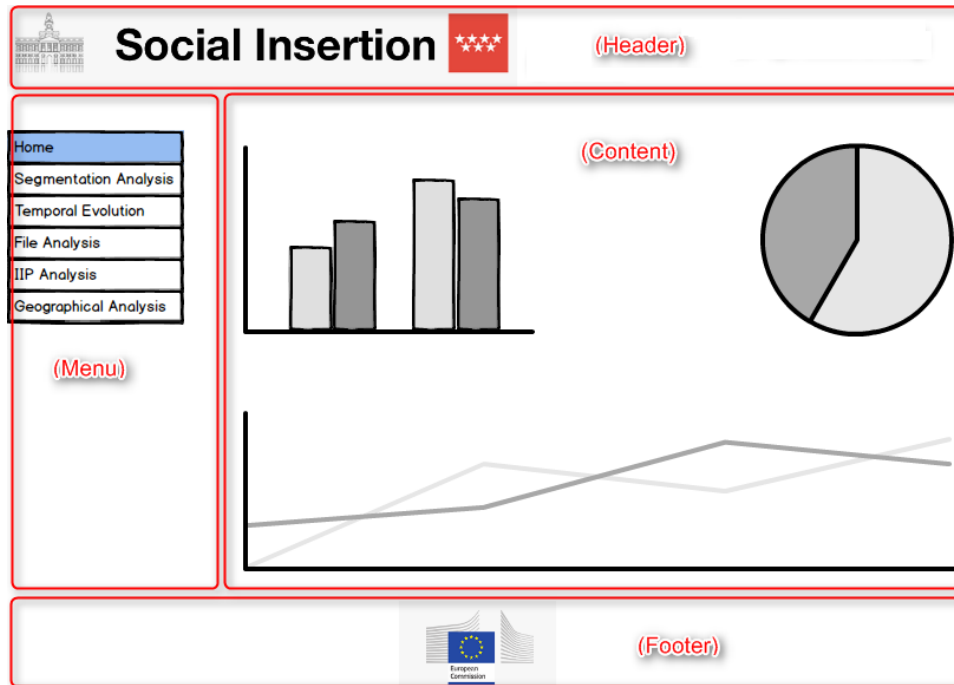 Social Insertion
(Header)
Home
Segmentation Analysis
Temporal Evolution
File Analysis
IIP Analysis
Geographical Analysis
(Menu)
(Content)
European
Commission
(Footer)